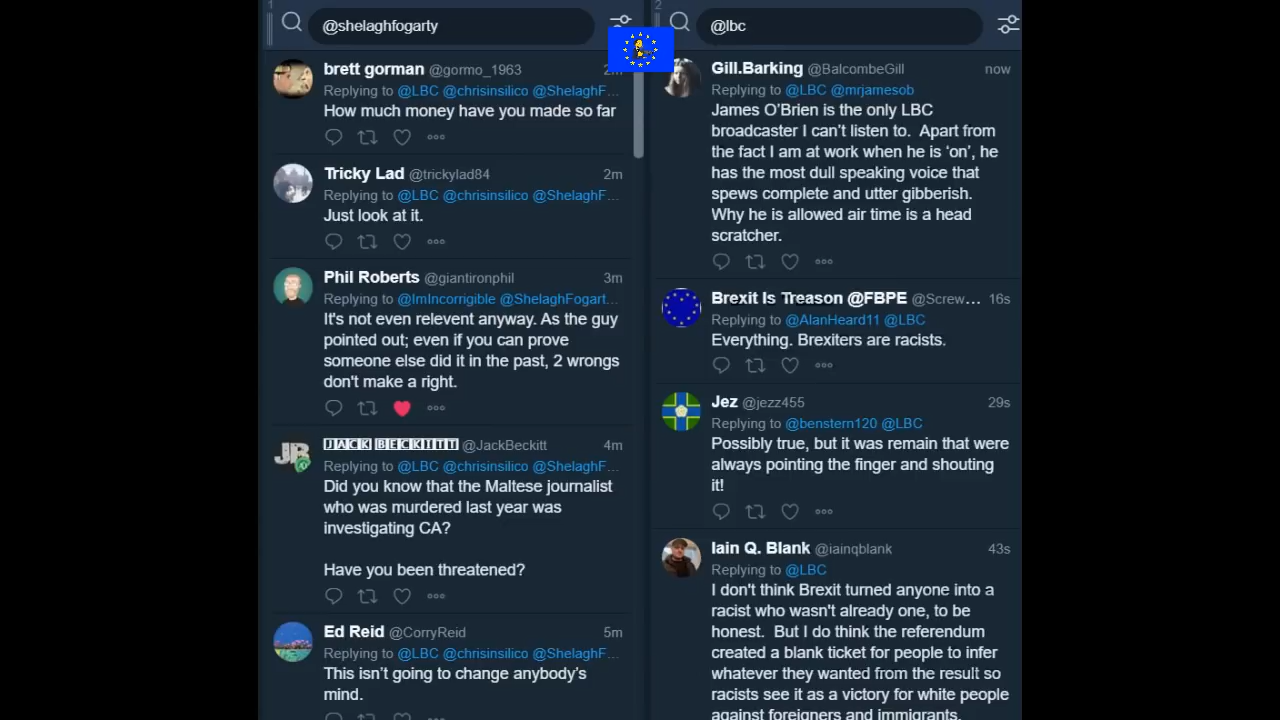 1
@shelaghfogarty
brett gorman @gormo_1963 2m
Replying to @LBC @chrisinsilico @ShelaghF...
How much money have you made so far
Tricky Lad @trickylad84 2m
Replying to @LBC @chrisinsilico @ShelaghF...
Just look at it.
Phil Roberts @giantironphil 3m
Replying to @ImIncorrigible @ShelaghFogart...
It's not even relevent anyway. As the guy
pointed out; even if you can prove
someone else did it in the past, 2 wrongs
don't make a right.
JACK BECKITT @JackBeckitt 4m
Replying to @LBC @chrisinsilico @ShelaghF...
Did you know that the Maltese journalist
who was murdered last year was
investigating CA?
Have you been threatened?
Ed Reid @CorryReid 5m
Replying to @LBC @chrisinsilico @ShelaghF...
This isn't going to change anybody's
mind.
2
@lbc
Gill.Barking @BalcombeGill now
Replying to @LBC @mrjamesob
James O'Brien is the only LBC
broadcaster I can't listen to. Apart from
the fact I am at work when he is 'on', he
has the most dull speaking voice that
spews complete and utter gibberish.
Why he is allowed air time is a head
scratcher.
Brexit Is Treason @FBPE @Screw... 16s
Replying to @AlanHeard11 @LBC
Everything. Brexiters are racists.
Jez @jezz455 29s
Replying to @benstern120 @LBC
Possibly true, but it was remain that were
always pointing the finger and shouting
it!
Iain Q. Blank @iainqblank 43s
Replying to @LBC
I don't think Brexit turned anyone into a
racist who wasn't already one, to be
honest. But I do think the referendum
created a blank ticket for people to infer
whatever they wanted from the result so
racists see it as a victory for white people
against foreigners and immigrants.